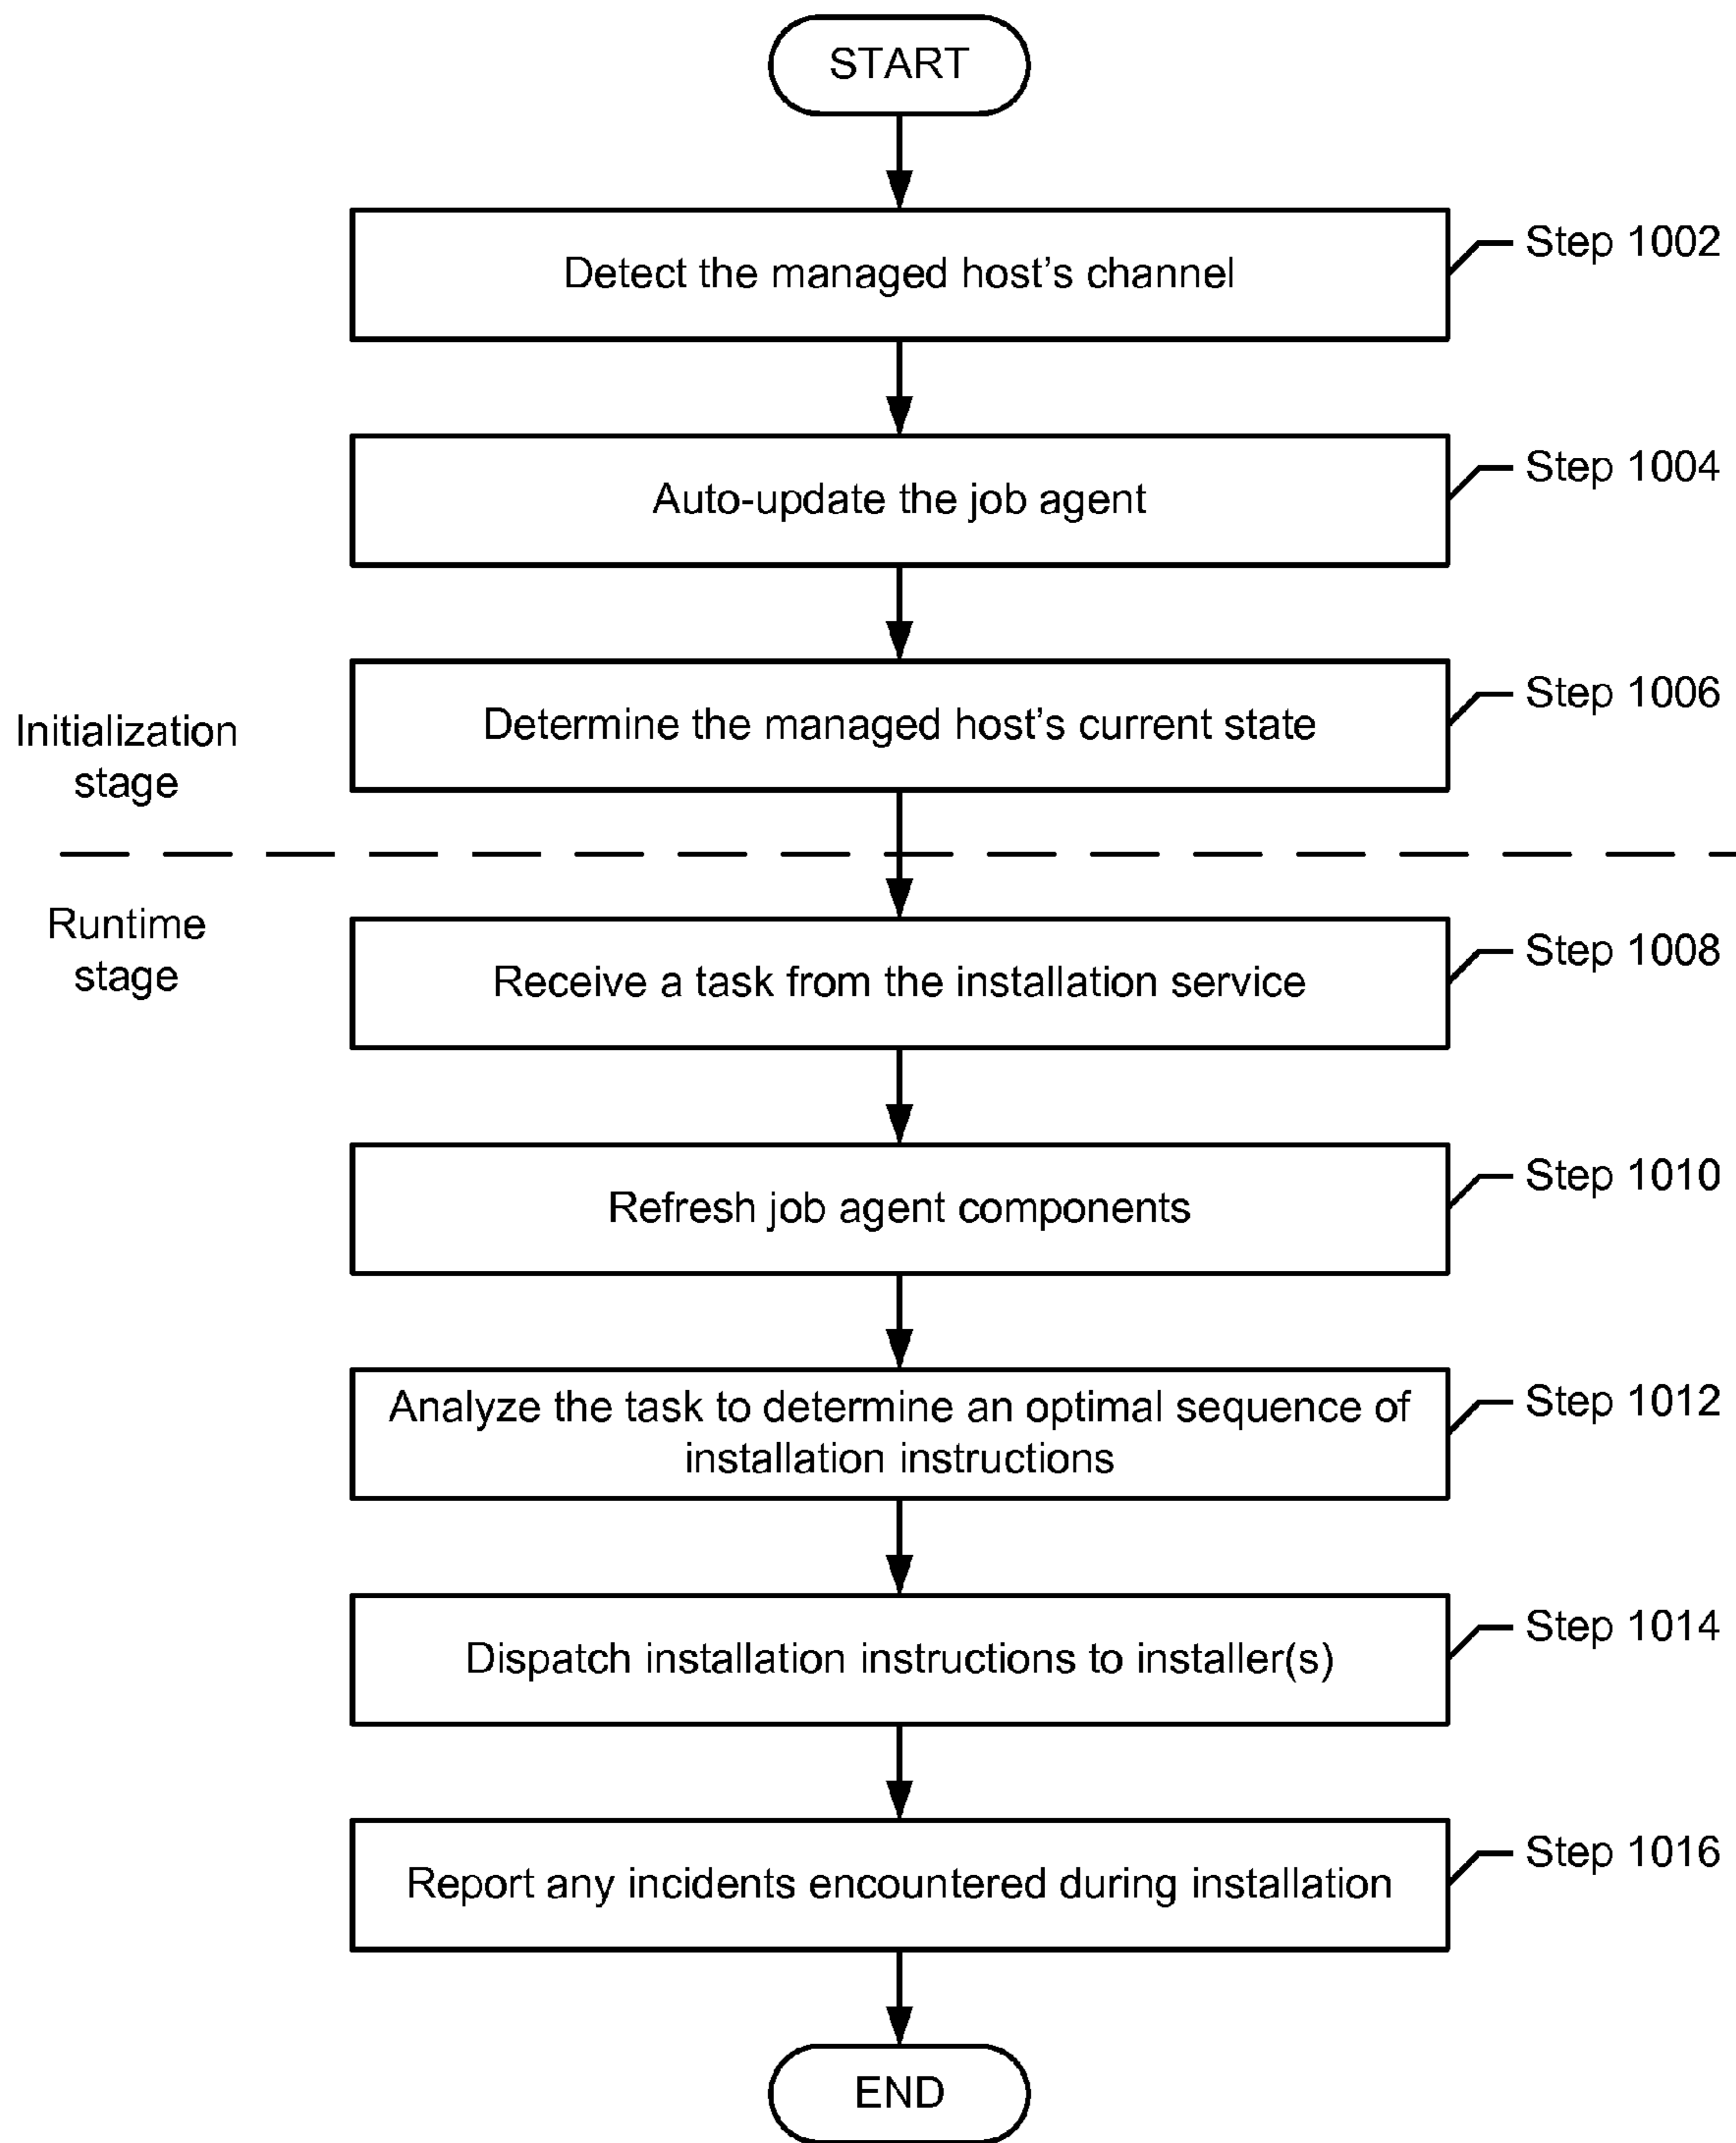 START
Detect the managed host's channel
Step 1002
Auto-update the job agent
Step 1004
Determine the managed host's current state
Step 1006
Initialization
stage
Runtime
stage
Receive a task from the installation service
Step 1008
Refresh job agent components
Step 1010
Analyze the task to determine an optimal sequence of
installation instructions
Step 1012
Dispatch installation instructions to installer(s)
Step 1014
Report any incidents encountered during installation
Step 1016
END